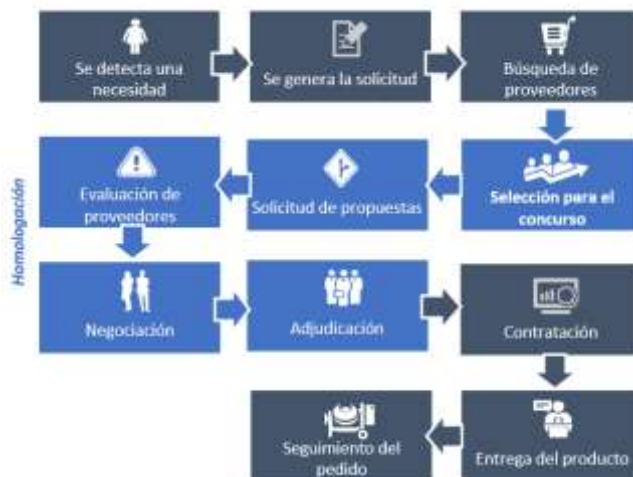 Se detecta una
necesidad
Se genera la solicitud
Búsqueda de
proveedores
Homologación
Selección para el
concurso
Solicitud de propuestas
Evaluación de
proveedores
Negociación
Adjudicación
Contratación
Entrega del producto
Seguimiento del
pedido